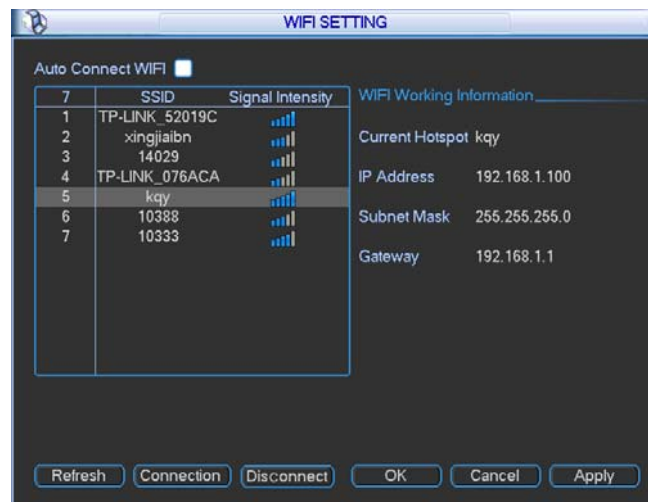 WIFI SETTING
Auto Connect WIFI
7 SSID Signal Intensity
1 TP-LINK_52019C
2 xingjiaibn
3 14029
4 TP-LINK_076ACA
5 kqy
6 10388
7 10333
WIFI Working Information
Current Hotspot kqy
IP Address 192.168.1.100
Subnet Mask 255.255.255.0
Gateway 192.168.1.1
Refresh Connection Disconnect OK Cancel Apply